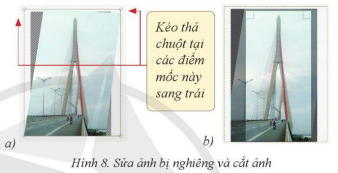 Kéo thả
chuột tại
các điểm
mốc này
sang trái
a)
b)
Hình 8. Sửa ảnh bị nghiêng và cắt ảnh